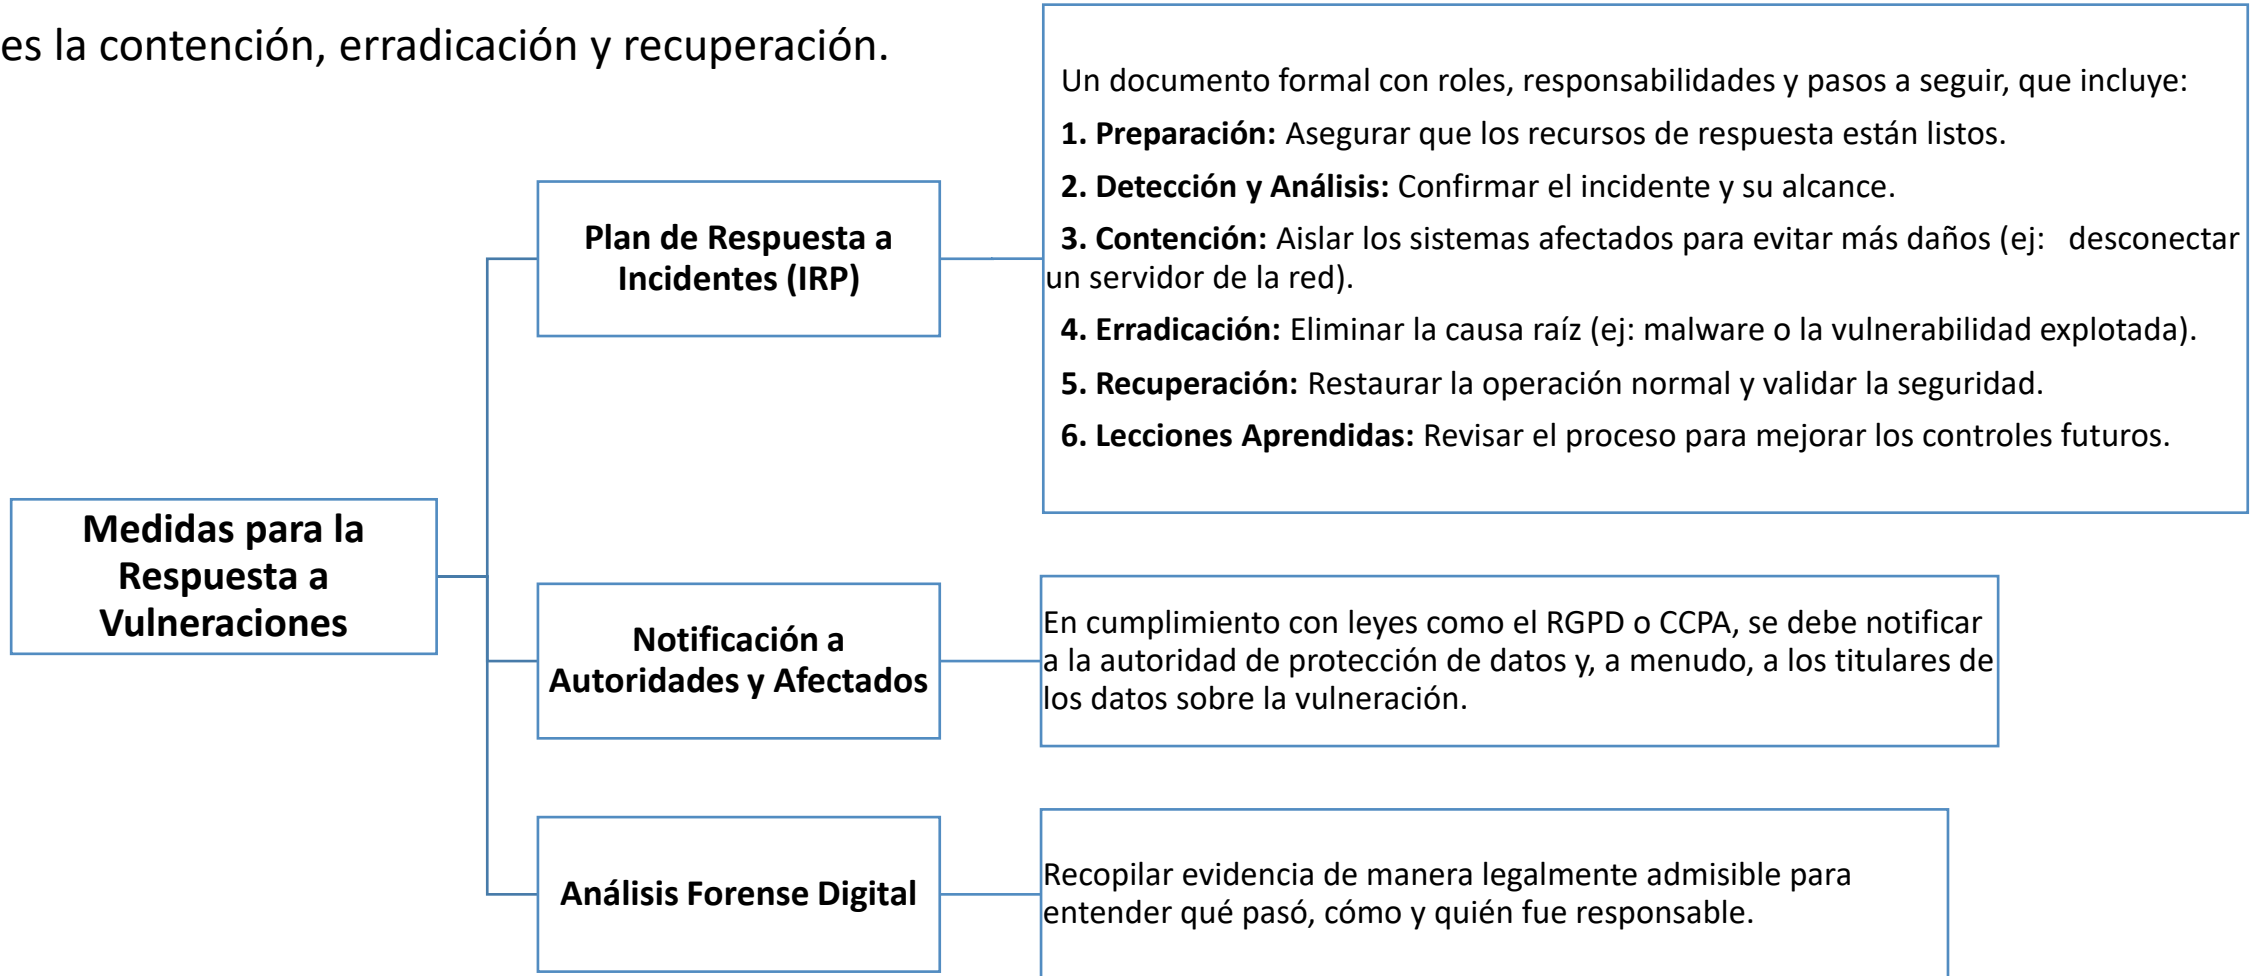 es la contención, erradicación y recuperación.
Un documento formal con roles, responsabilidades y pasos a seguir, que incluye:
1. Preparación: Asegurar que los recursos de respuesta están listos.
2. Detección y Análisis: Confirmar el incidente y su alcance.
3. Contención: Aislar los sistemas afectados para evitar más daños (ej: desconectar
un servidor de la red).
4. Erradicación: Eliminar la causa raíz (ej: malware o la vulnerabilidad explotada).
5. Recuperación: Restaurar la operación normal y validar la seguridad.
6. Lecciones Aprendidas: Revisar el proceso para mejorar los controles futuros.
Plan de Respuesta a
Incidentes (IRP)
Medidas para la
Respuesta a
Vulneraciones
Notificación a
Autoridades y Afectados
En cumplimiento con leyes como el RGPD o CCPA, se debe notificar
a la autoridad de protección de datos y, a menudo, a los titulares de
los datos sobre la vulneración.
Análisis Forense Digital
Recopilar evidencia de manera legalmente admisible para
entender qué pasó, cómo y quién fue responsable.